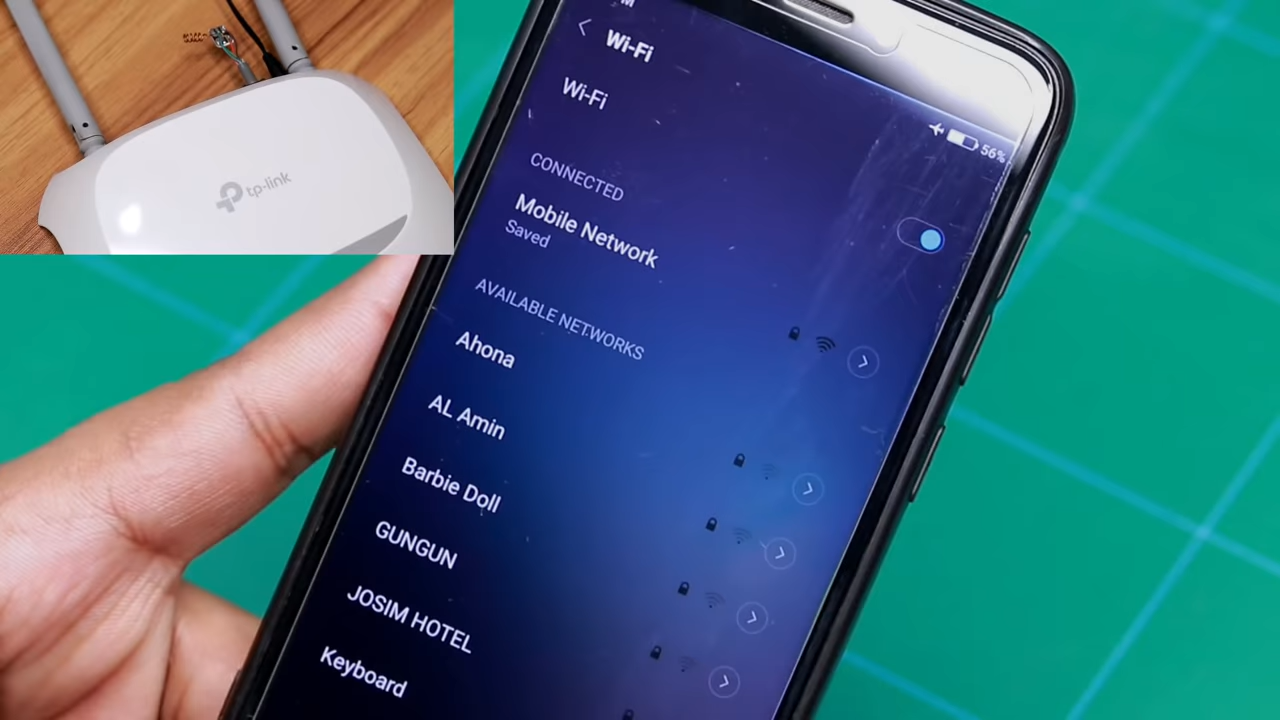 tp-link
M
Wi-Fi
56%
Wi-Fi
CONNECTED
Mobile Network
Saved
AVAILABLE NETWORKS
Ahona
AL Amin
Barbie Doll
GUNGUN
JOSIM HOTEL
Keyboard